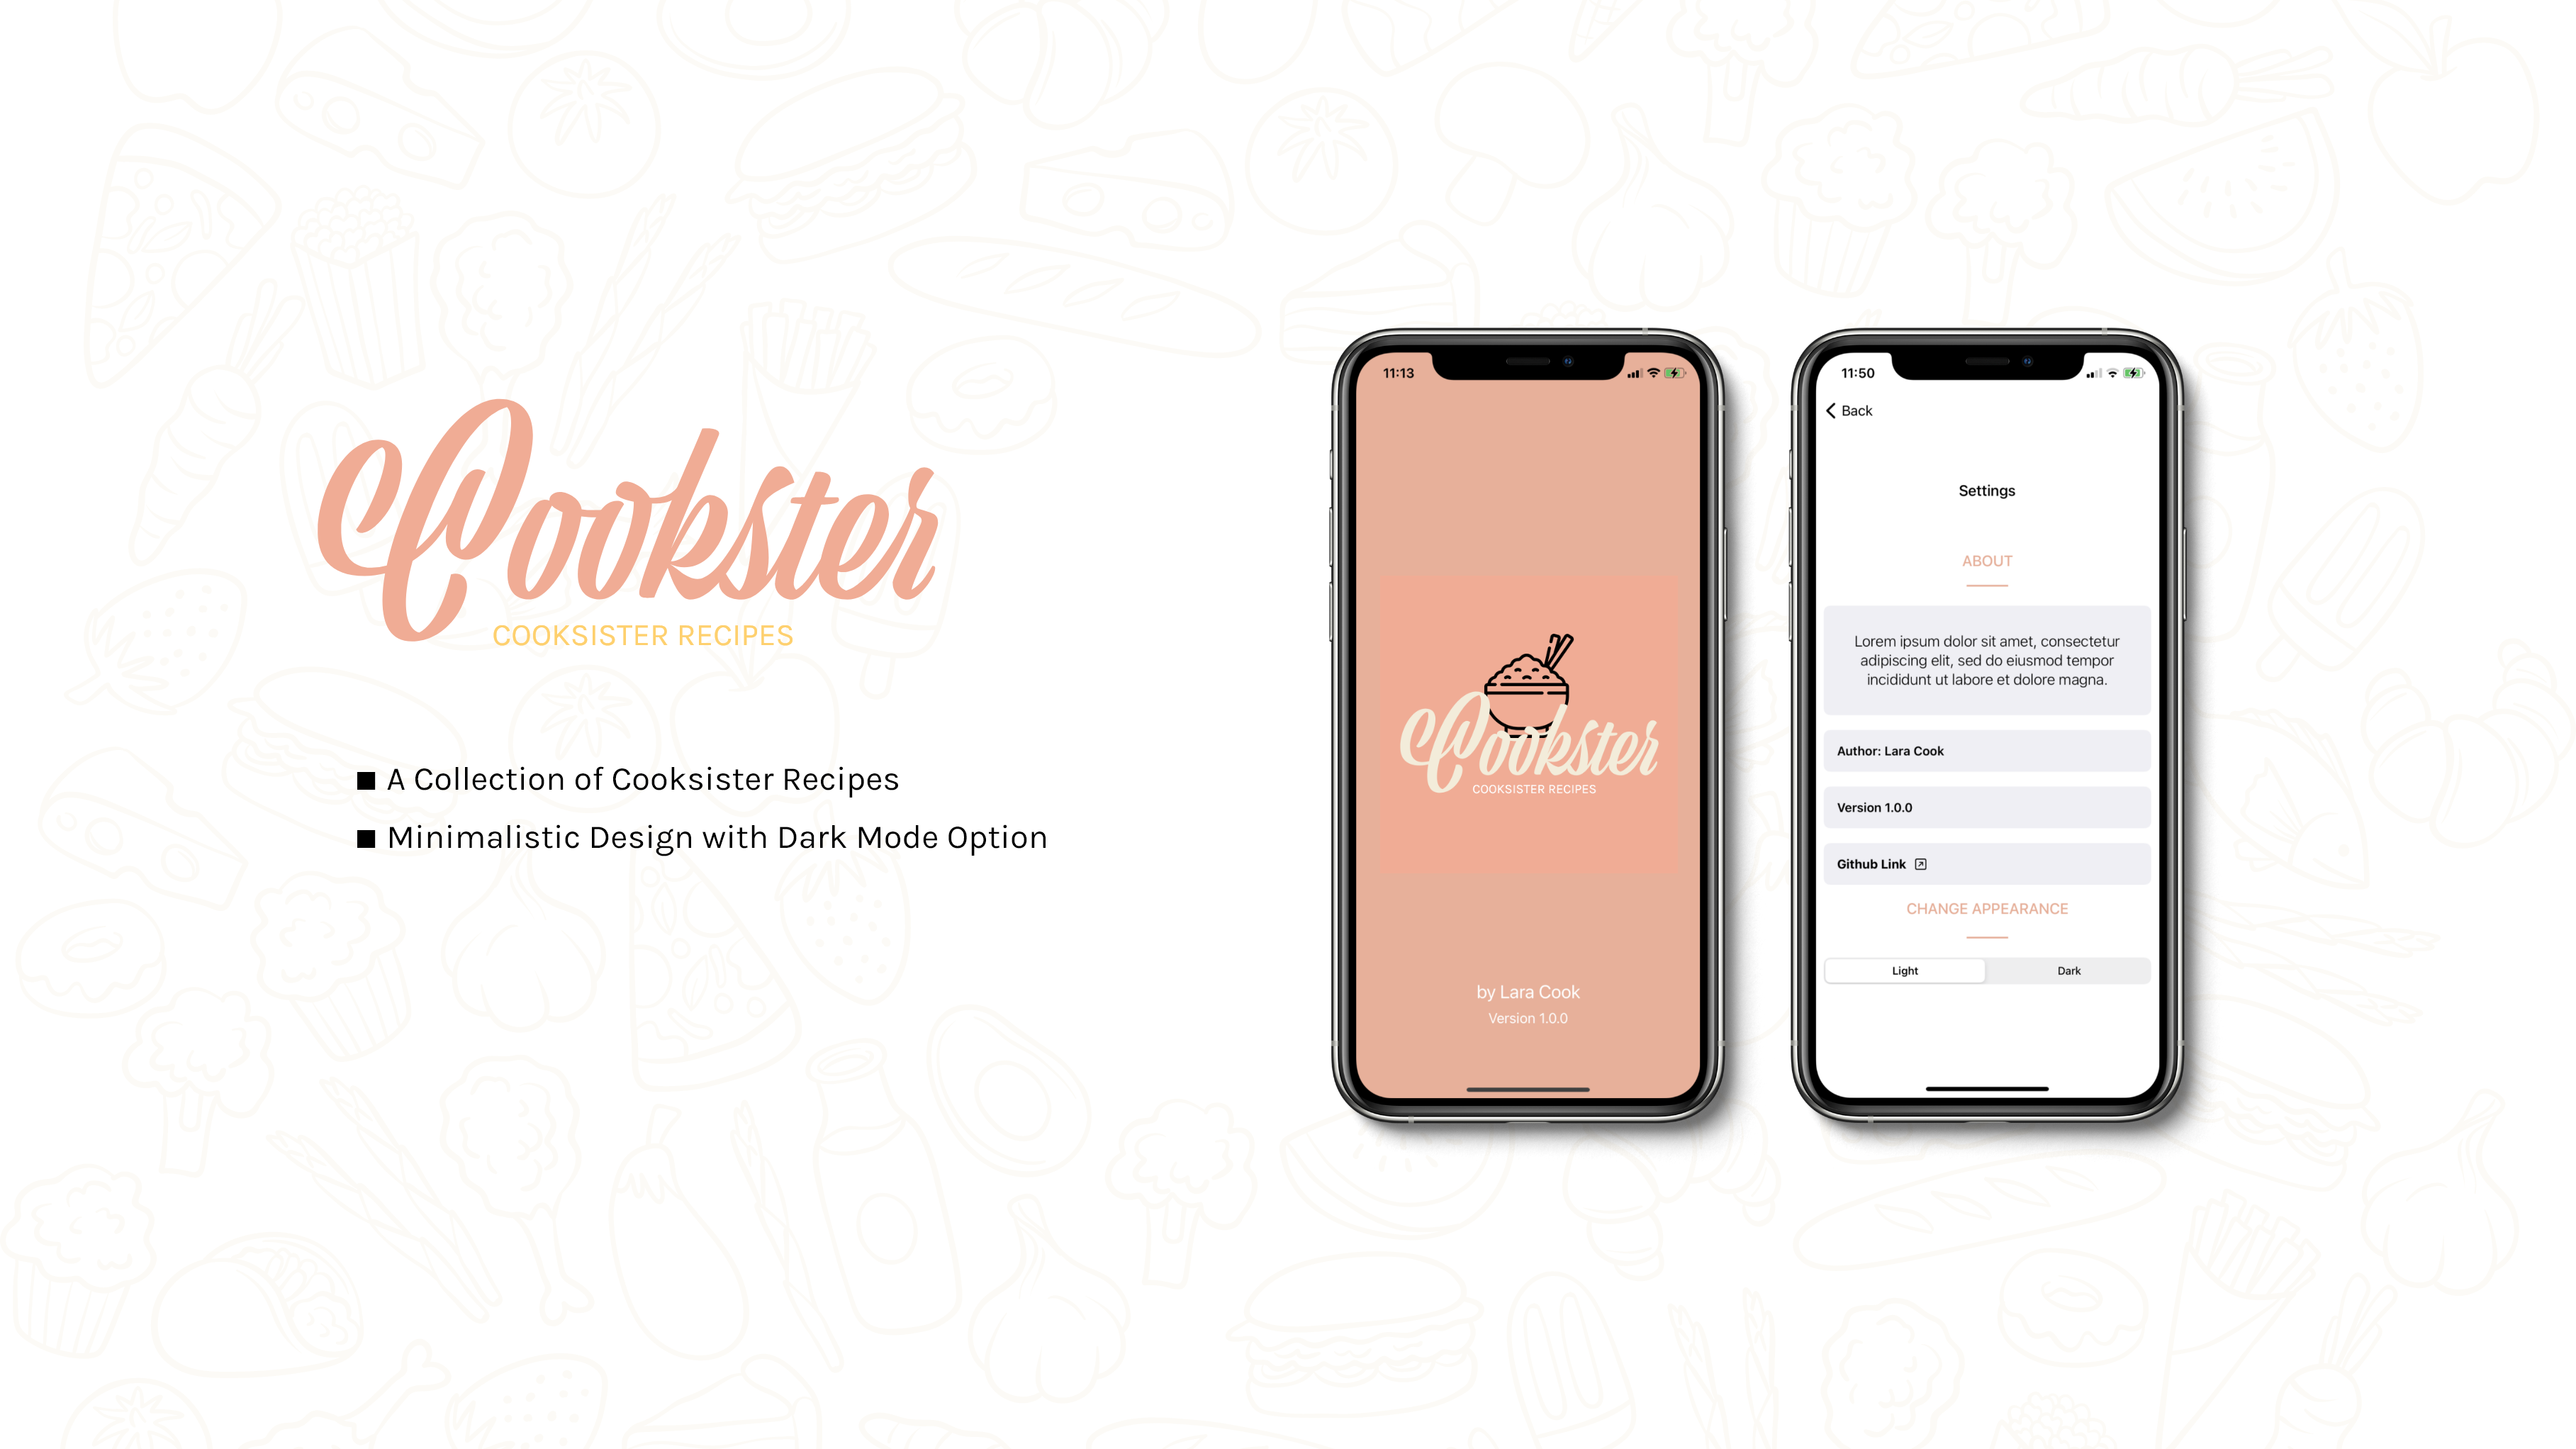 Cookster
COOKSISTER RECIPES
■ A Collection of Cooksister Recipes
■ Minimalistic Design with Dark Mode Option
11:13
Cookster
COOKSISTER RECIPES
by Lara Cook
Version 1.0.0
11:50
Back
Settings
ABOUT
Lorem ipsum dolor sit amet, consectetur
adipiscing elit, sed do eiusmod tempor
incididunt ut labore et dolore magna.
Author: Lara Cook
Version 1.0.0
Github Link
CHANGE APPEARANCE
Light Dark